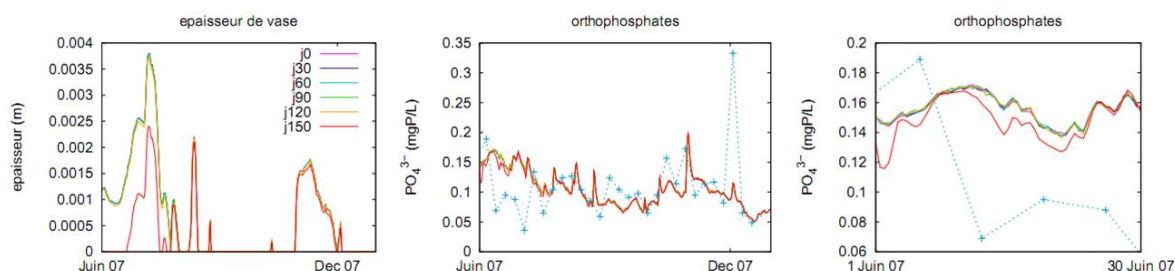 epaisseur de vase
epaisseur (m)
0.004
0.0035
0.003
0.0025
0.002
0.0015
0.001
0.0005
0
j0
j30
j60
j90
j120
j150
Juin 07
Dec 07
orthophosphates
PO₄³⁻ (mgP/L)
0.35
0.3
0.25
0.2
0.15
0.1
0.05
0
Juin 07
Dec 07
orthophosphates
PO₄³⁻ (mgP/L)
0.2
0.18
0.16
0.14
0.12
0.1
0.08
0.06
1 Juin 07
30 Juin 07